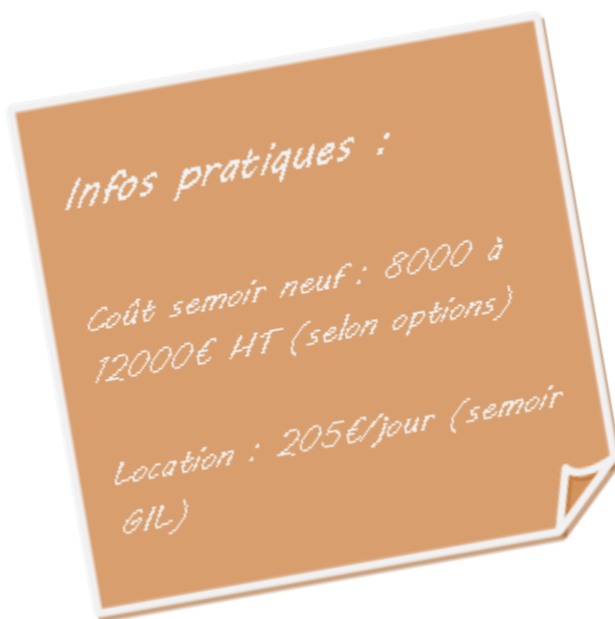 Infos pratiques :
Coût semoir neuf : 8000 à
12000€ HT (selon options)
Location : 205€/jour (semoir
GIL)